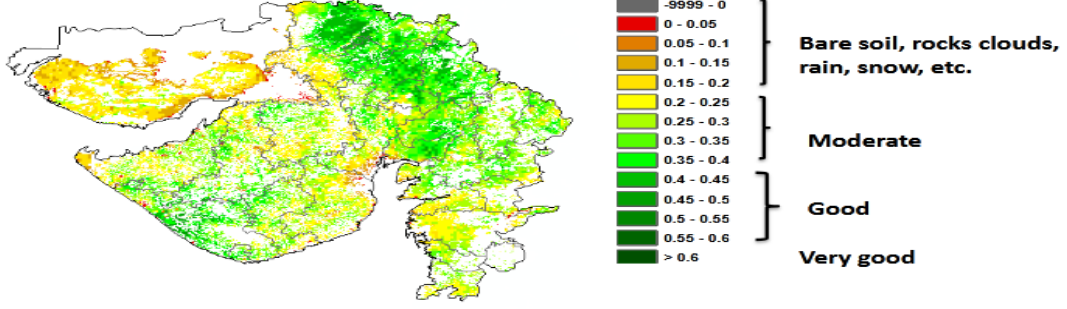 -9999 - 0
0 - 0.05
0.05 - 0.1
0.1 - 0.15
0.15 - 0.2
0.2 - 0.25
0.25 - 0.3
0.3 - 0.35
0.35 - 0.4
0.4 - 0.45
0.45 - 0.5
0.5 - 0.55
0.55 - 0.6
> 0.6
Bare soil, rocks clouds,
rain, snow, etc.
Moderate
Good
Very good